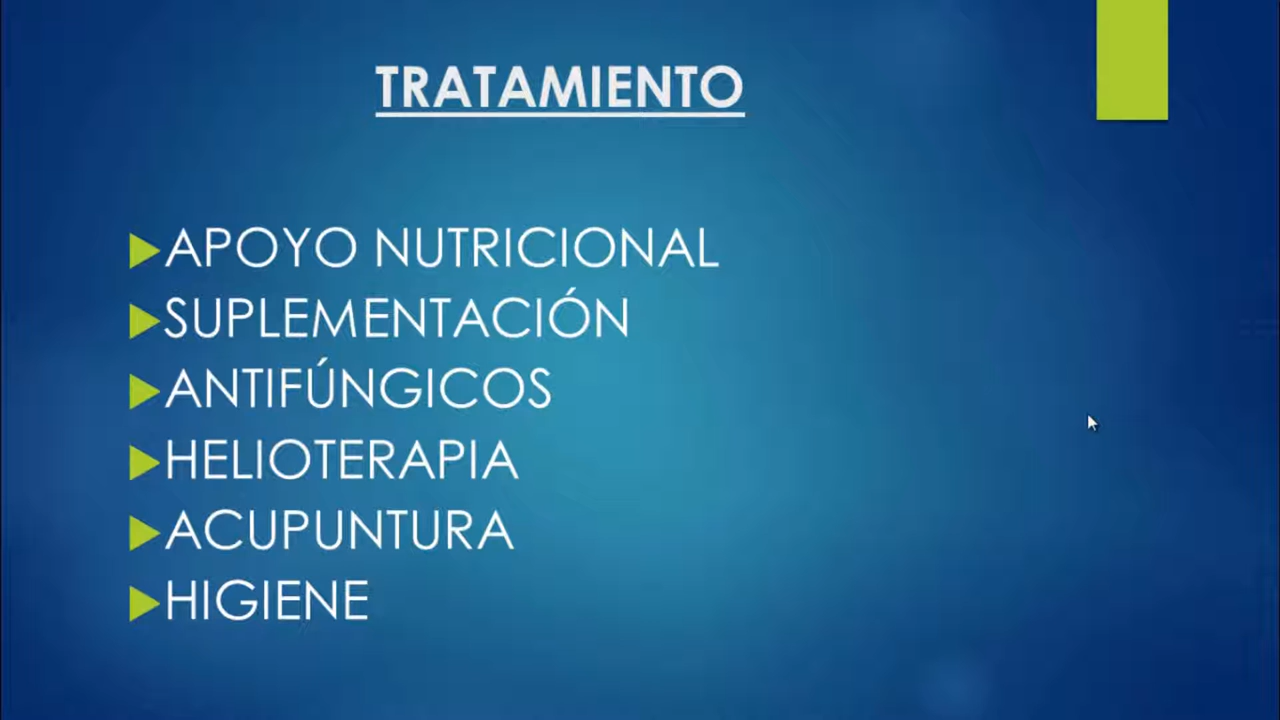 TRATAMIENTO
APOYO NUTRICIONAL
SUPLEMENTACIÓN
ANTIFÚNGICOS
HELIOTERAPIA
ACUPUNTURA
HIGIENE